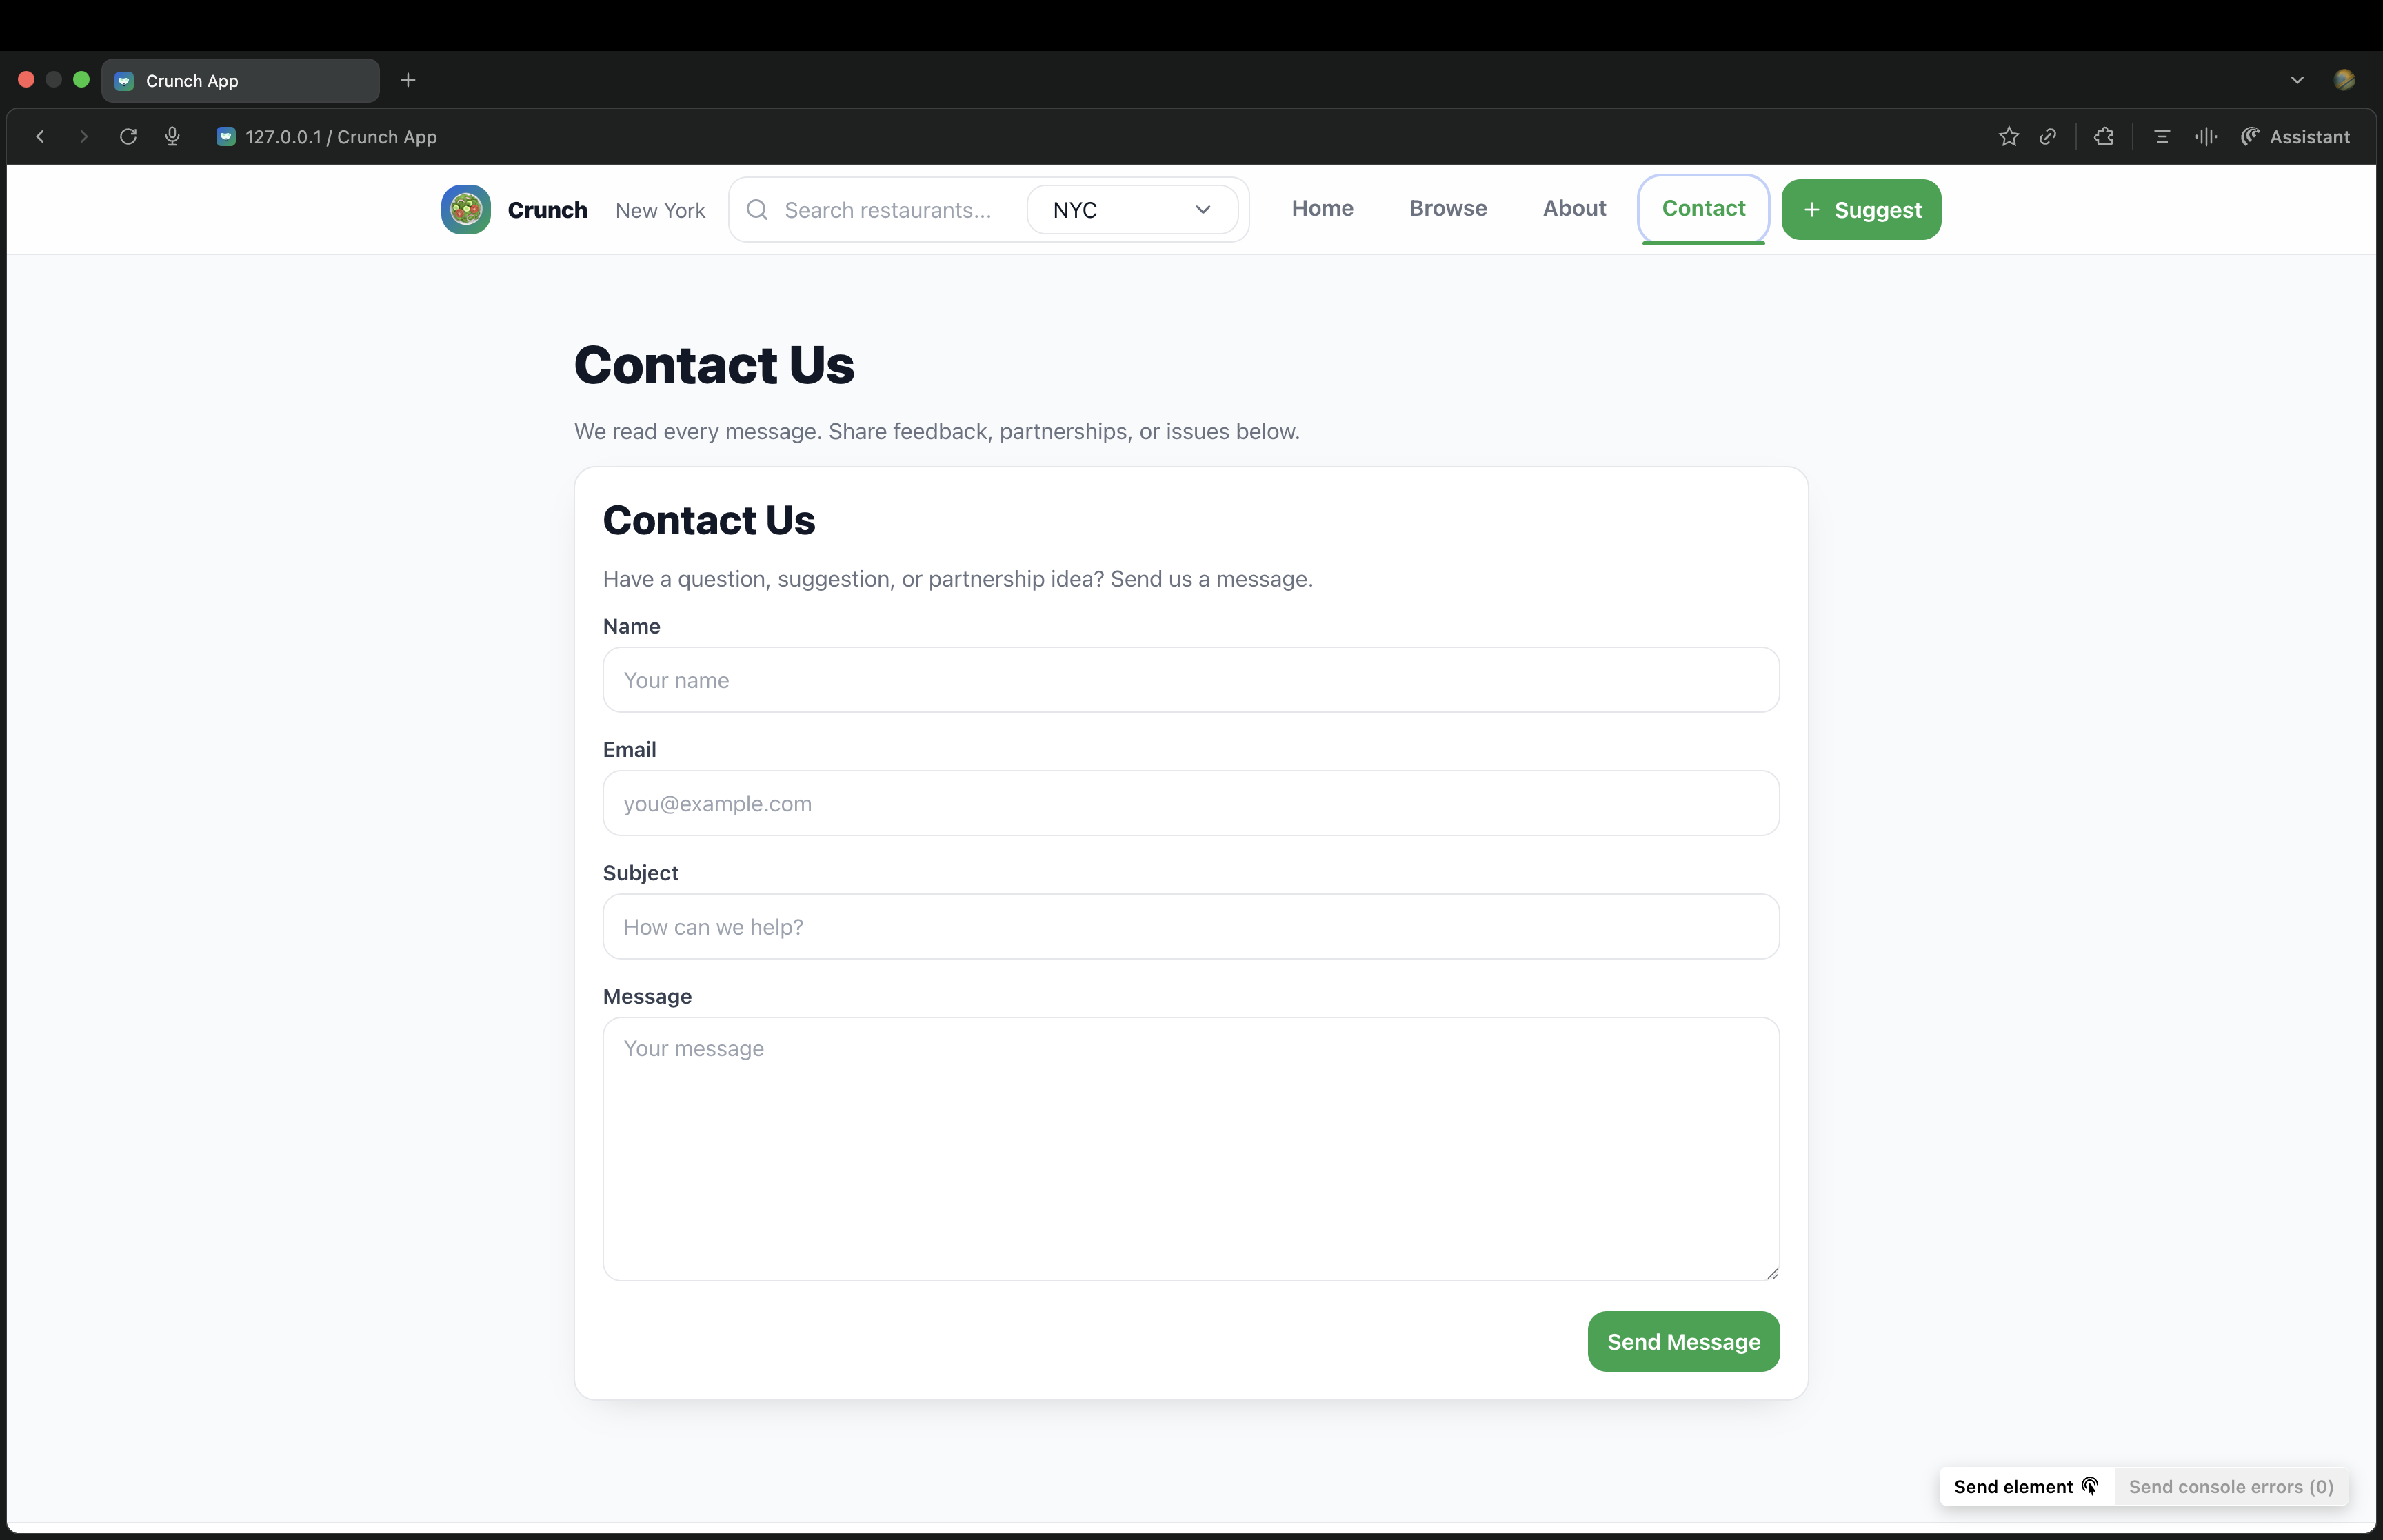 Crunch App
127.0.0.1 / Crunch App
Assistant
Crunch New York Search restaurants... NYC Home Browse About Contact + Suggest
Contact Us
We read every message. Share feedback, partnerships, or issues below.
Contact Us
Have a question, suggestion, or partnership idea? Send us a message.
Name
Your name
Email
you@example.com
Subject
How can we help?
Message
Your message
Send Message
Send element Send console errors (0)